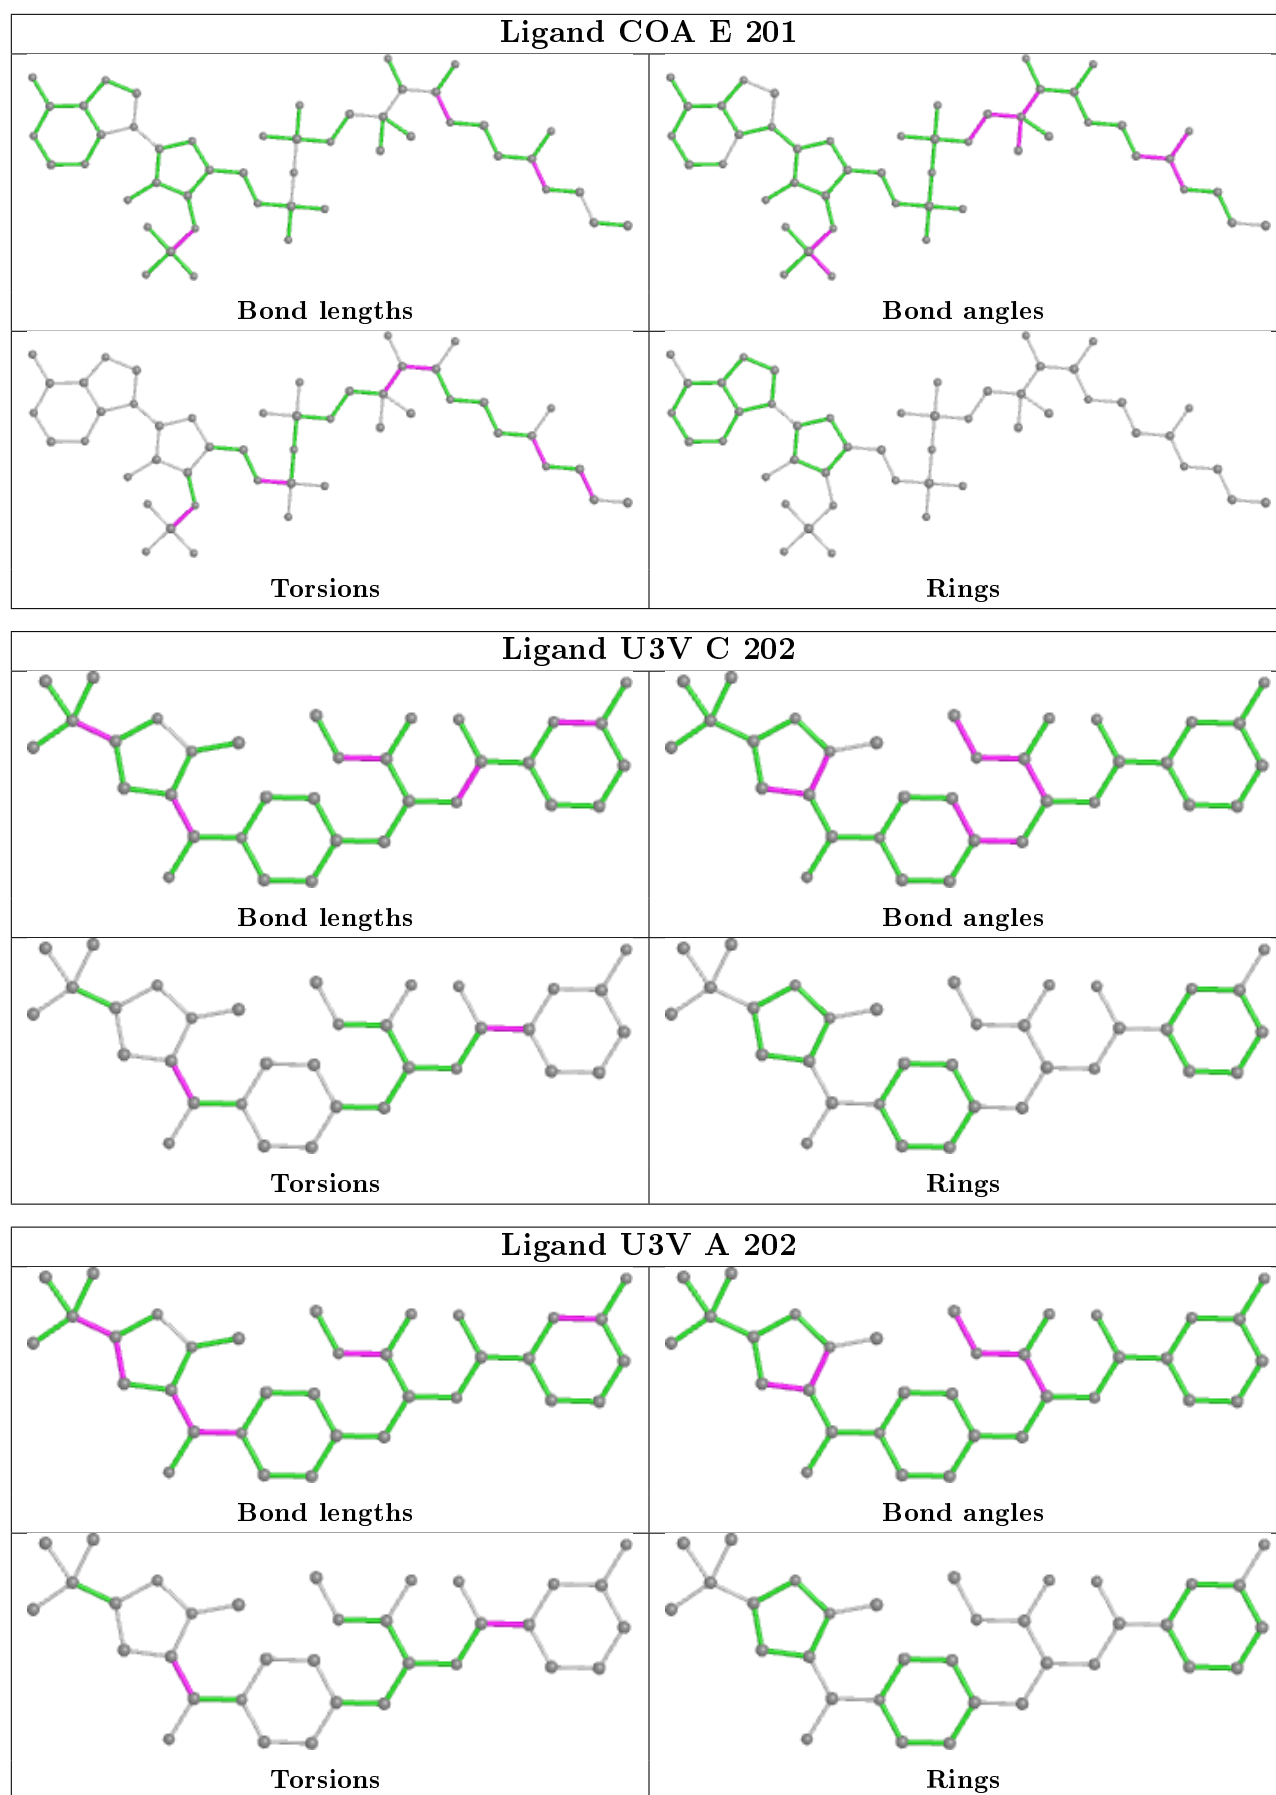 Ligand COA E 201
Bond lengths
Bond angles
Torsions
Rings
Ligand U3V C 202
Bond lengths
Bond angles
Torsions
Rings
Ligand U3V A 202
Bond lengths
Bond angles
Torsions
Rings